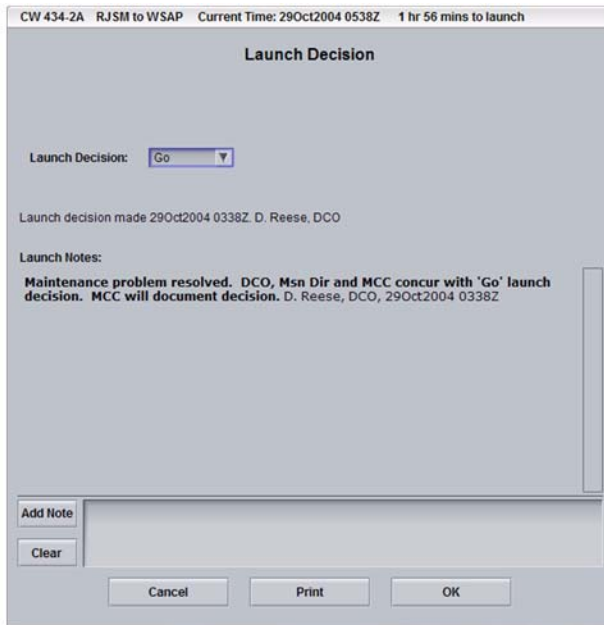 CW 434-2A RJSM to WSAP Current Time: 29Oct2004 0538Z 1 hr 56 mins to launch
Launch Decision
Launch Decision: Go
Launch decision made 29Oct2004 0338Z. D. Reese, DCO
Launch Notes:
Maintenance problem resolved. DCO, Msn Dir and MCC concur with 'Go' launch
decision. MCC will document decision. D. Reese, DCO, 29Oct2004 0338Z
Add Note
Clear
Cancel Print OK